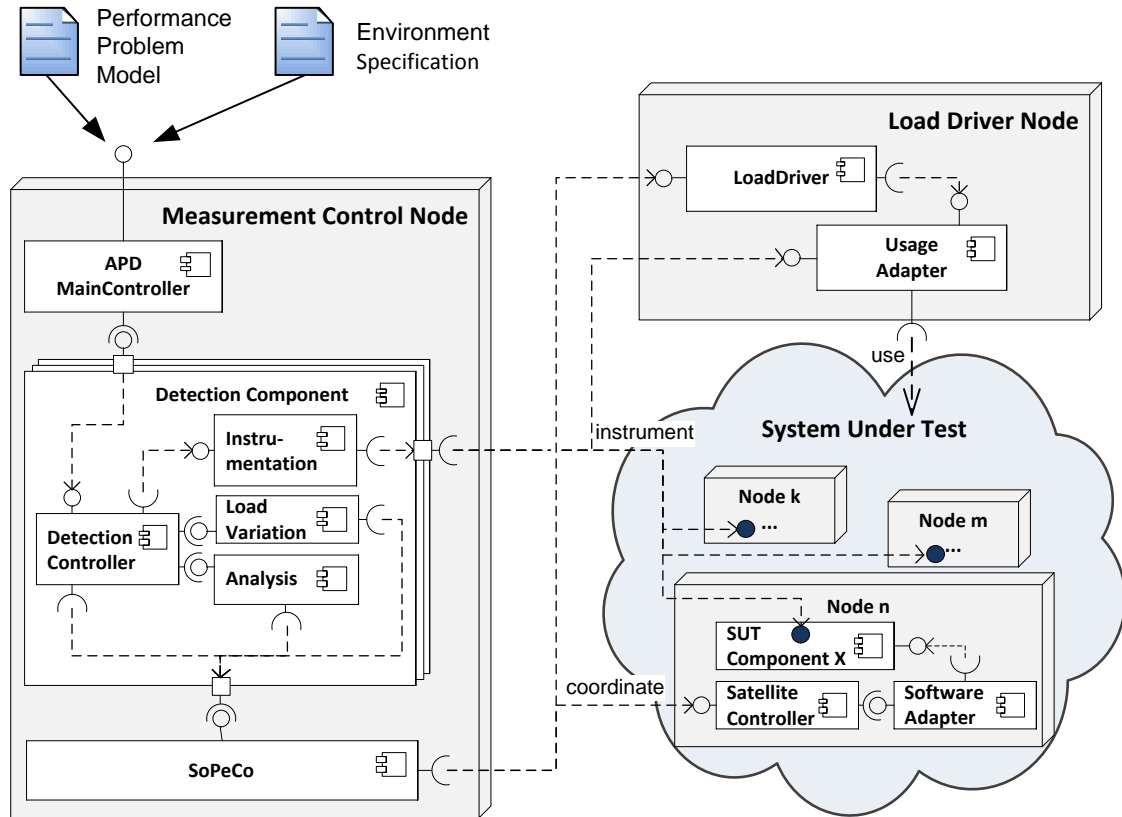 Performance
Problem
Model
Environment
Specification
Measurement Control Node
APD
MainController
Detection Component
Instru-
mentation
Load
Variation
Detection
Controller
Analysis
SoPeCo
Load Driver Node
LoadDriver
Usage
Adapter
use
instrument
coordinate
System Under Test
Node k
...
Node m
...
Node n
SUT
Component X
Satellite
Controller
Software
Adapter